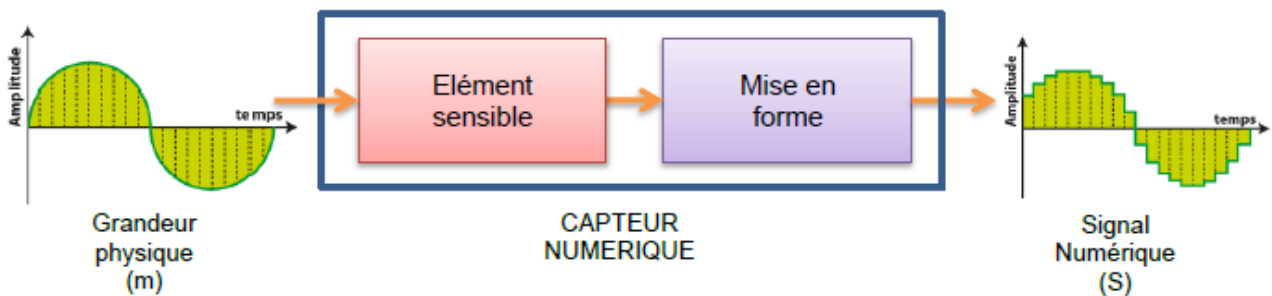 Amplitude
temps
Grandeur
physique
(m)
Elément
sensible
Mise en
forme
CAPTEUR
NUMERIQUE
Amplitude
temps
Signal
Numérique
(S)